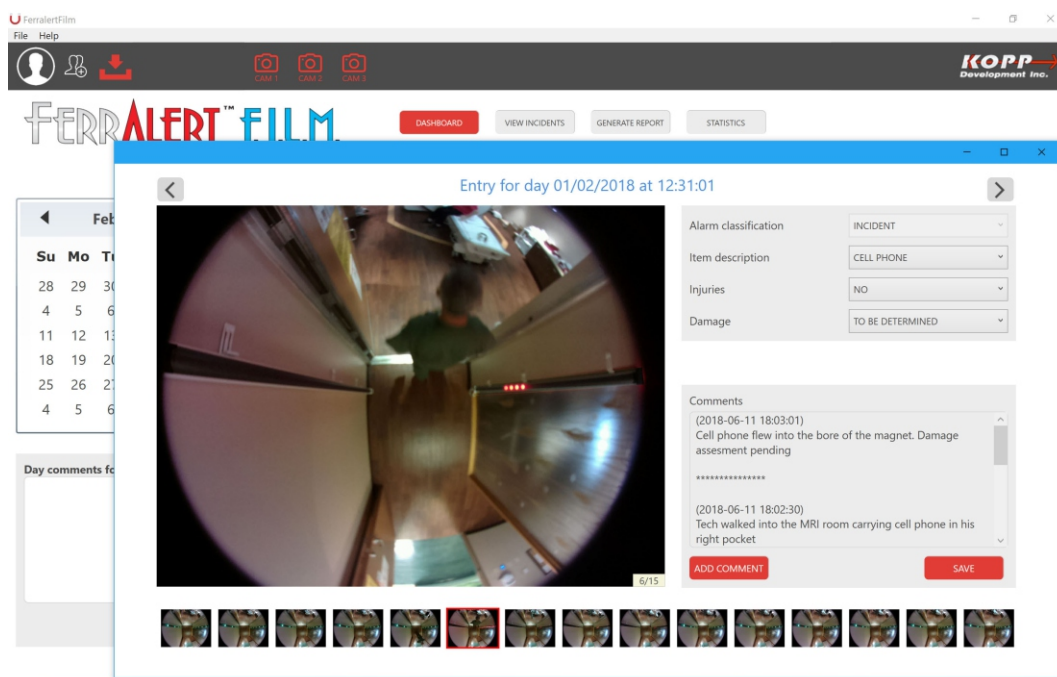 FerralertFilm
File Help
CAM 1 CAM 2 CAM 3
KOPP
Development Inc.
FERRALERT™ F.I.L.M.
DASHBOARD VIEW INCIDENTS GENERATE REPORT STATISTICS
Entry for day 01/02/2018 at 12:31:01
Feb
Su Mo Tu
28 29 30
4 5 6
11 12 13
18 19 20
25 26 27
4 5 6
Day comments fo
6/15
Alarm classification INCIDENT
Item description CELL PHONE
Injuries NO
Damage TO BE DETERMINED
Comments
(2018-06-11 18:03:01)
Cell phone flew into the bore of the magnet. Damage
assesment pending
***************
(2018-06-11 18:02:30)
Tech walked into the MRI room carrying cell phone in his
right pocket
ADD COMMENT SAVE